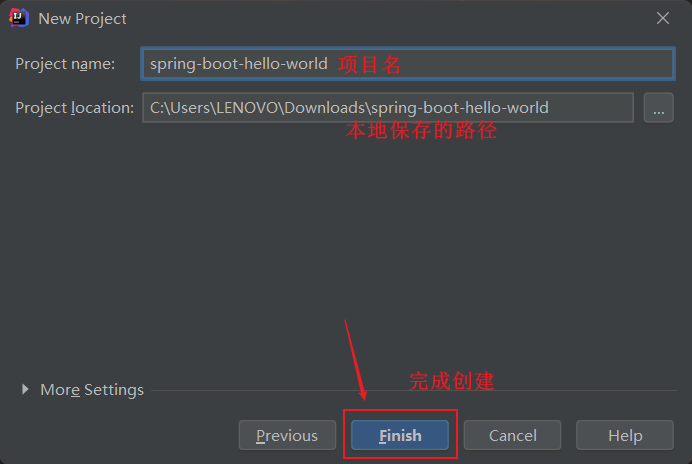 New Project
Project name: spring-boot-hello-world 项目名
Project location: C:\Users\LENOVO\Downloads\spring-boot-hello-world ...
本地保存的路径
完成创建
More Settings
Previous Finish Cancel Help